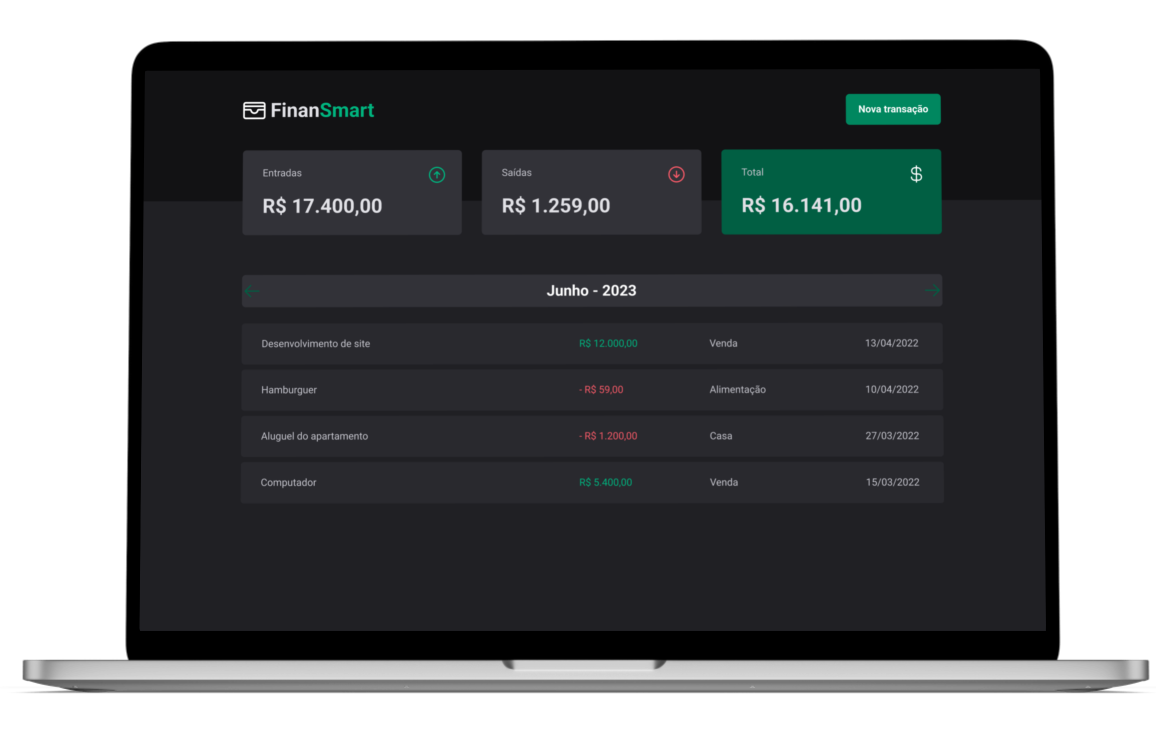 FinanSmart
Nova transação
Entradas
R$ 17.400,00
Saídas
R$ 1.259,00
Total
$
R$ 16.141,00
Junho - 2023
Desenvolvimento de site R$ 12.000,00 Venda 13/04/2022
Hamburguer - R$ 59,00 Alimentação 10/04/2022
Aluguel do apartamento - R$ 1.200,00 Casa 27/03/2022
Computador R$ 5.400,00 Venda 15/03/2022